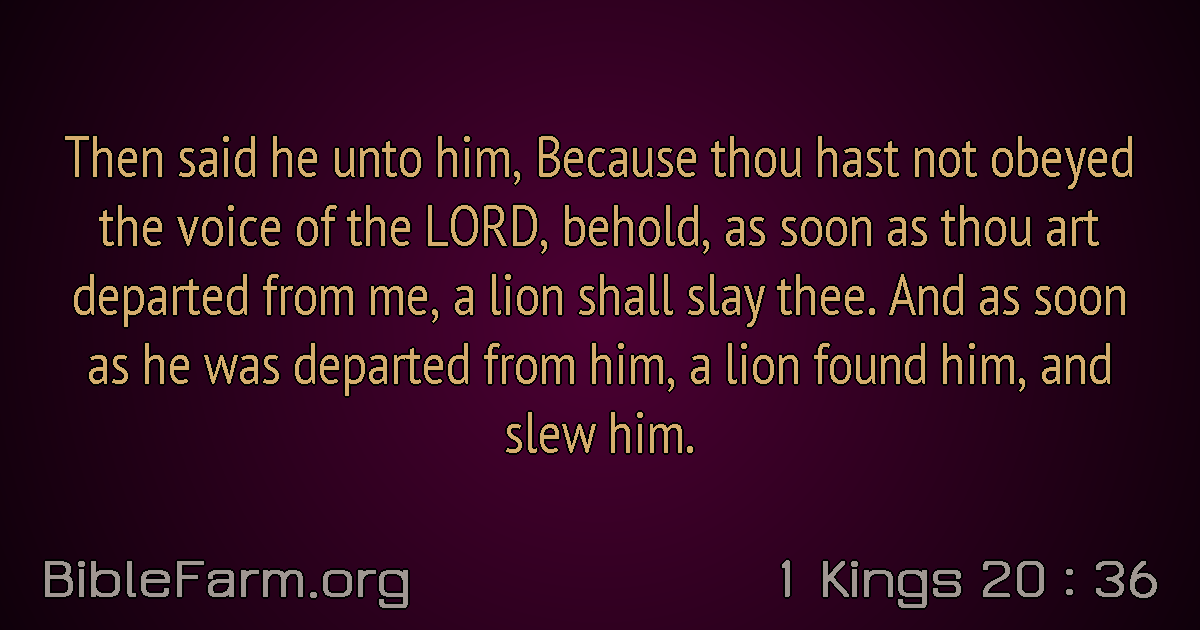 Then said he unto him, Because thou hast not obeyed
the voice of the LORD, behold, as soon as thou art
departed from me, a lion shall slay thee. And as soon
as he was departed from him, a lion found him, and
slew him.
BibleFarm.org
1 Kings 20 : 36